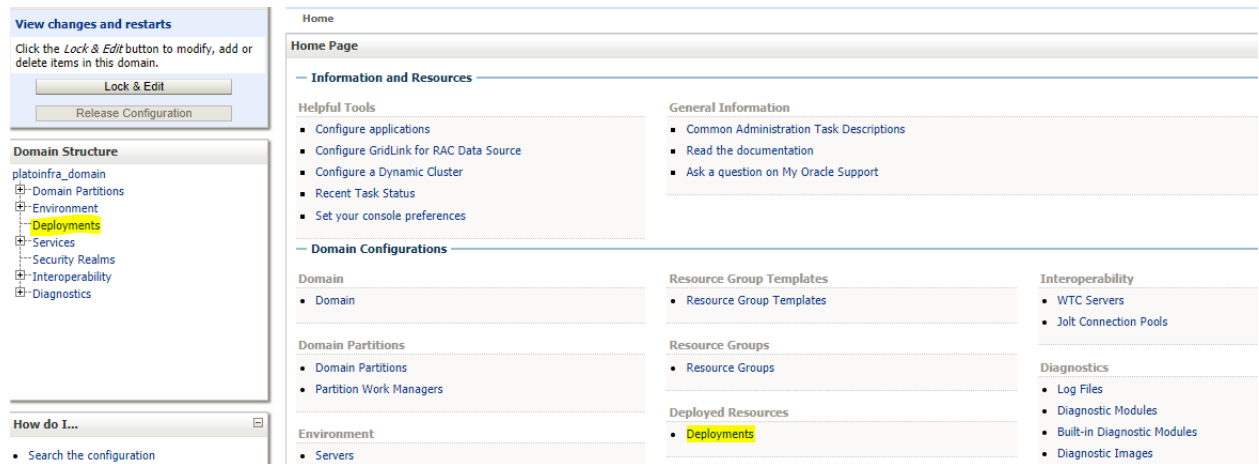 View changes and restarts
Click the Lock & Edit button to modify, add or
delete items in this domain.
Lock & Edit
Release Configuration
Domain Structure
platoinfra_domain
Domain Partitions
Environment
Deployments
Services
Security Realms
Interoperability
Diagnostics
How do I...
Search the configuration
Home
Home Page
Information and Resources
Helpful Tools
Configure applications
Configure GridLink for RAC Data Source
Configure a Dynamic Cluster
Recent Task Status
Set your console preferences
General Information
Common Administration Task Descriptions
Read the documentation
Ask a question on My Oracle Support
Domain Configurations
Domain
Domain
Domain Partitions
Domain Partitions
Partition Work Managers
Environment
Servers
Resource Group Templates
Resource Group Templates
Resource Groups
Resource Groups
Deployed Resources
Deployments
Interoperability
WTC Servers
Jolt Connection Pools
Diagnostics
Log Files
Diagnostic Modules
Built-in Diagnostic Modules
Diagnostic Images